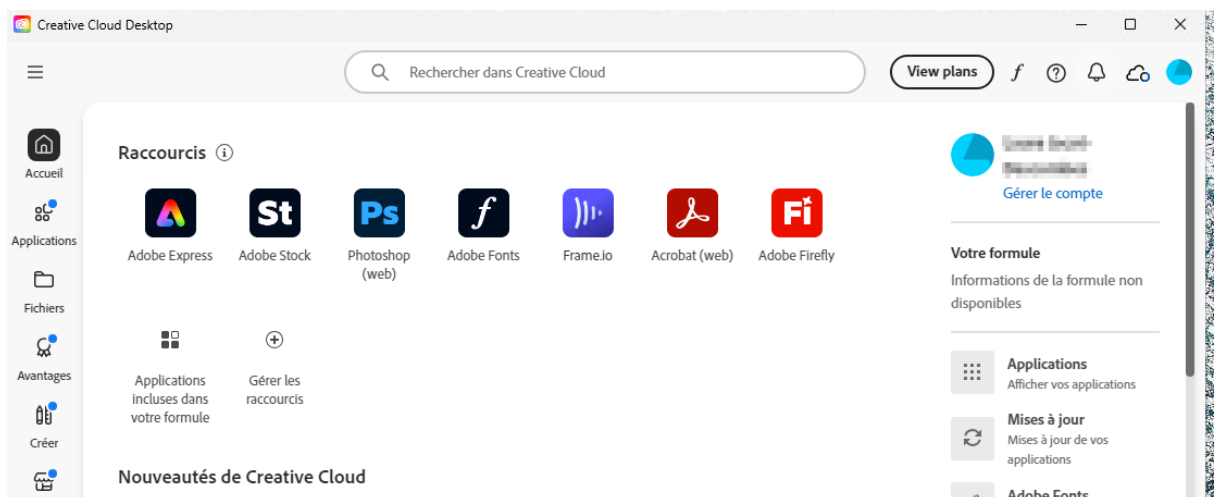 Creative Cloud Desktop
Rechercher dans Creative Cloud
View plans
Accueil
Applications
Fichiers
Avantages
Créer
Raccourcis
St
Ps
Fi
Adobe Express
Adobe Stock
Photoshop
(web)
Adobe Fonts
Frame.io
Acrobat (web)
Adobe Firefly
Applications
incluses dans
votre formule
Gérer les
raccourcis
Nouveautés de Creative Cloud
Gérer le compte
Votre formule
Informations de la formule non
disponibles
Applications
Afficher vos applications
Mises à jour
Mises à jour de vos
applications
Adobe Fonts